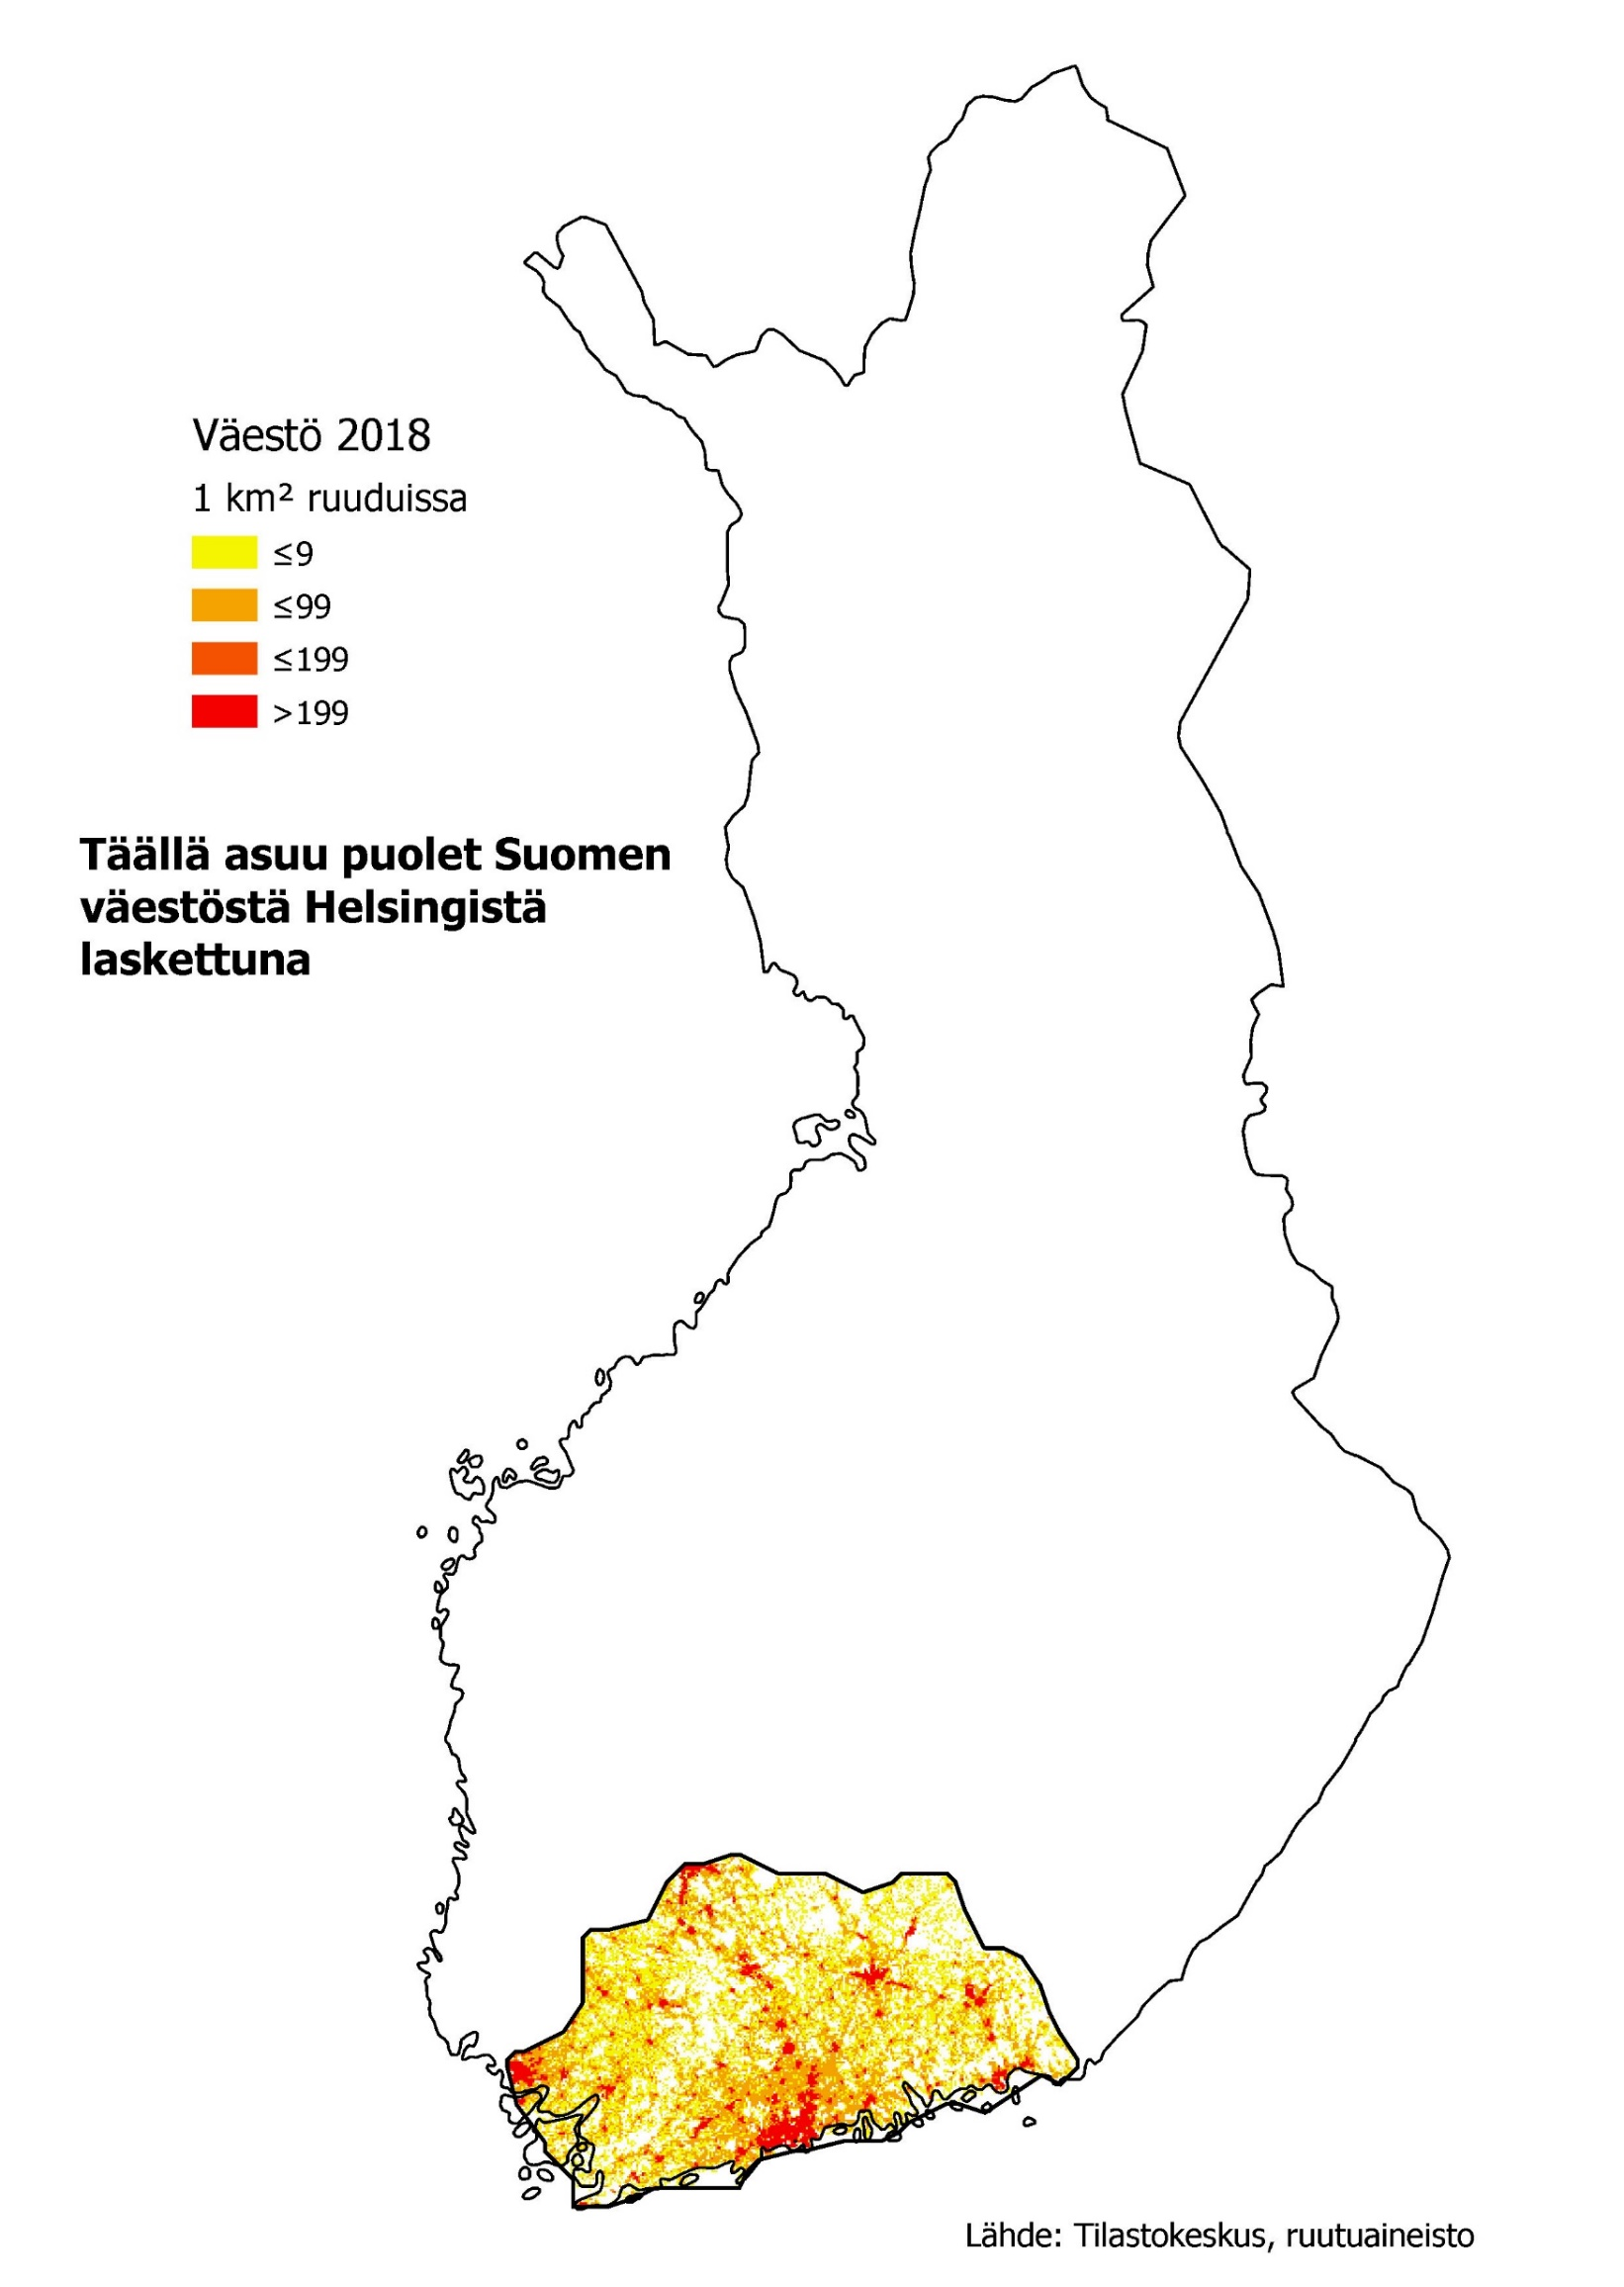 Väestö 2018
1 km² ruuduissa
≤9
≤99
≤199
>199
Täällä asuu puolet Suomen
väestöstä Helsingistä
laskettuna
Lähde: Tilastokeskus, ruutuaineisto